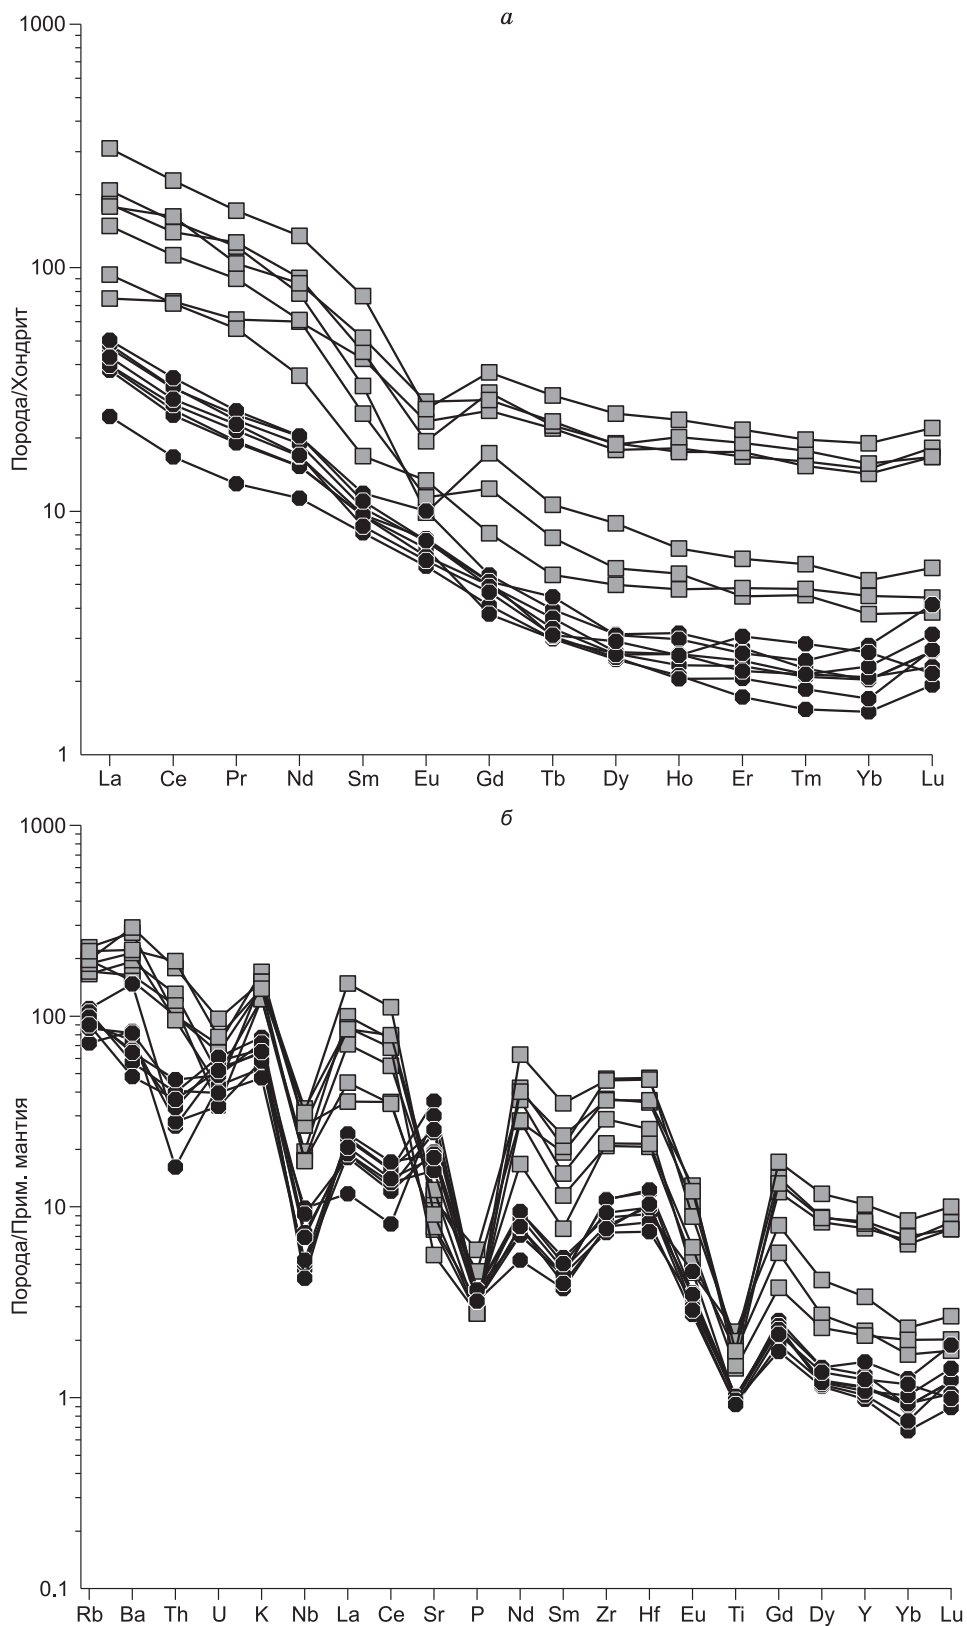 а
1000
100
10
1
Порода/Хондрит
La Ce Pr Nd Sm Eu Gd Tb Dy Ho Er Tm Yb Lu
б
1000
100
10
1
0.1
Порода/Прим. мантия
Rb Ba Th U K Nb La Ce Sr P Nd Sm Zr Hf Eu Ti Gd Dy Y Yb Lu